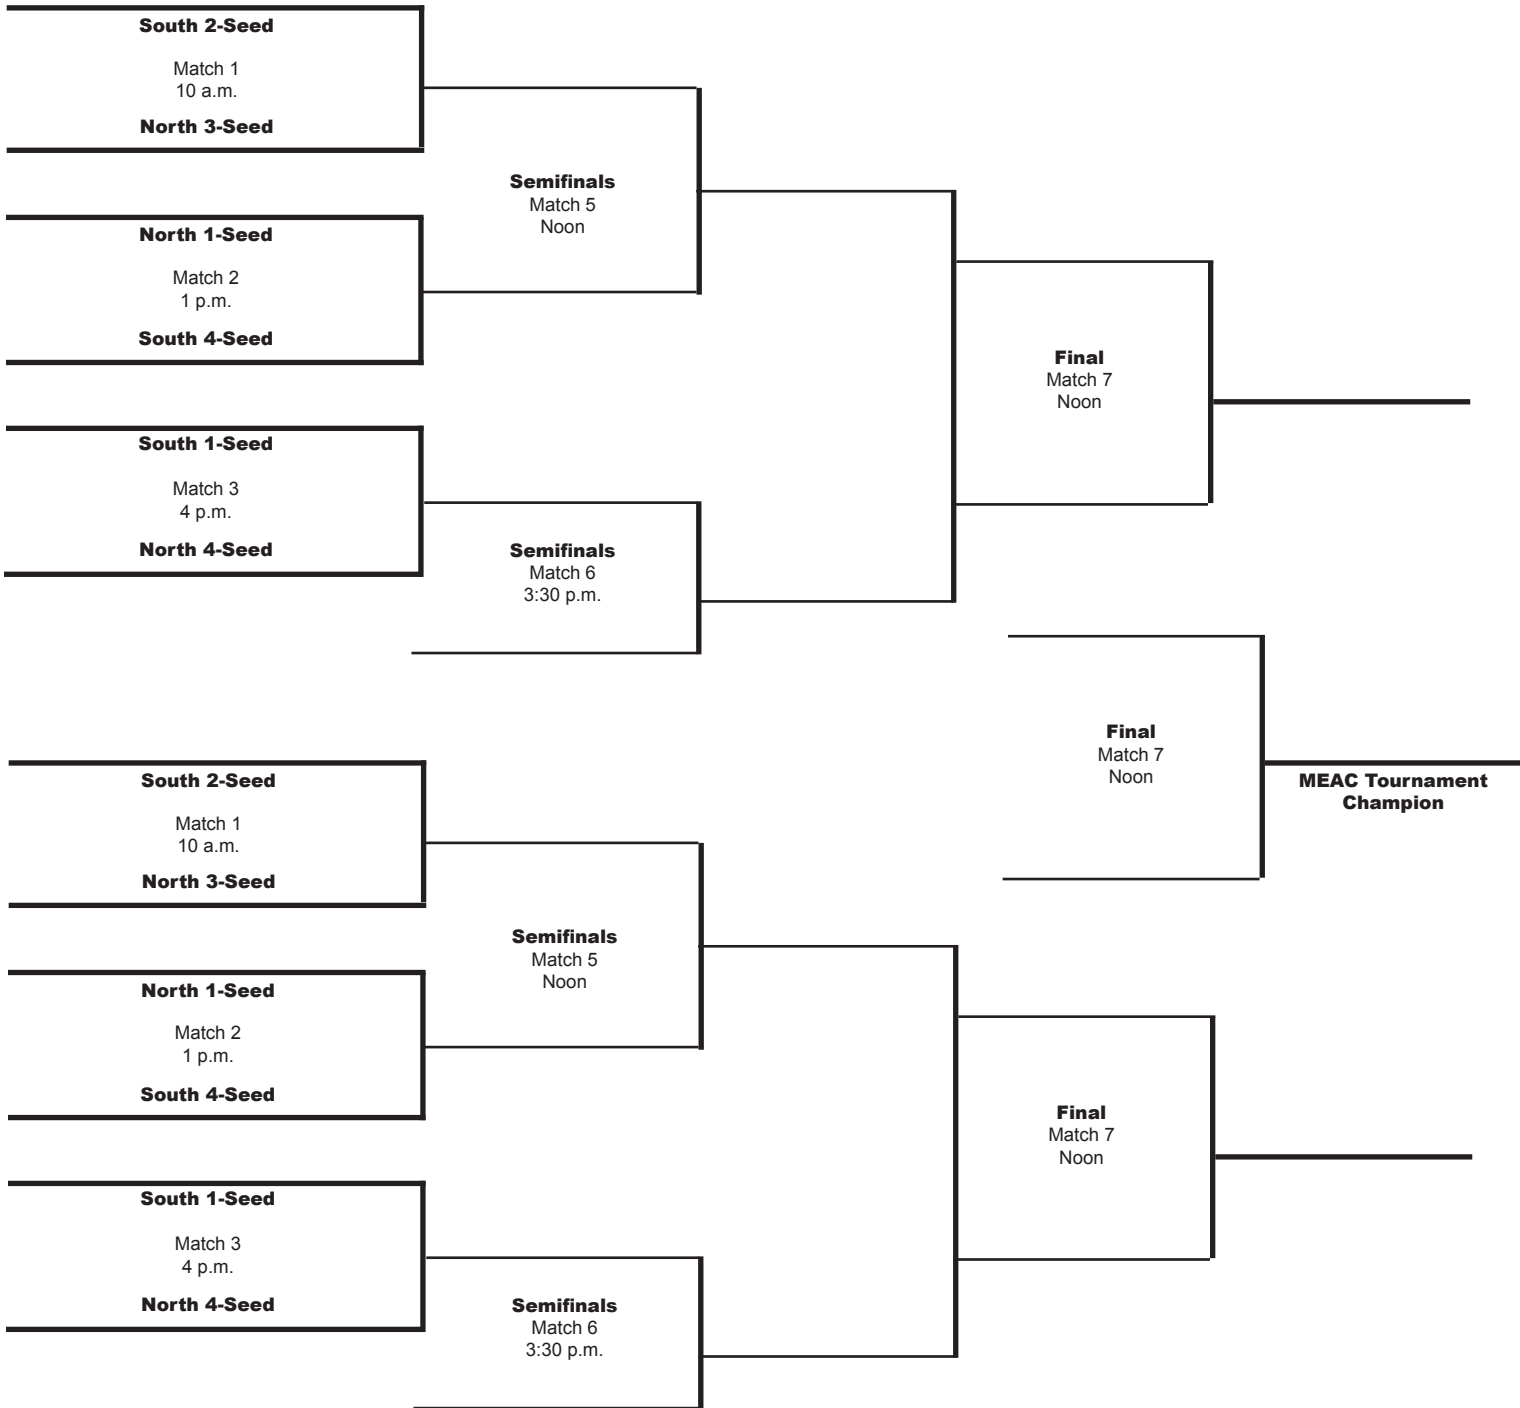 South 2-Seed
Match 1
10 a.m.
North 3-Seed
Semifinals
Match 5
Noon
North 1-Seed
Match 2
1 p.m.
South 4-Seed
Final
Match 7
Noon
South 1-Seed
Match 3
4 p.m.
North 4-Seed
Semifinals
Match 6
3:30 p.m.
Final
Match 7
Noon
MEAC Tournament
Champion
South 2-Seed
Match 1
10 a.m.
North 3-Seed
Semifinals
Match 5
Noon
North 1-Seed
Match 2
1 p.m.
South 4-Seed
Final
Match 7
Noon
South 1-Seed
Match 3
4 p.m.
North 4-Seed
Semifinals
Match 6
3:30 p.m.